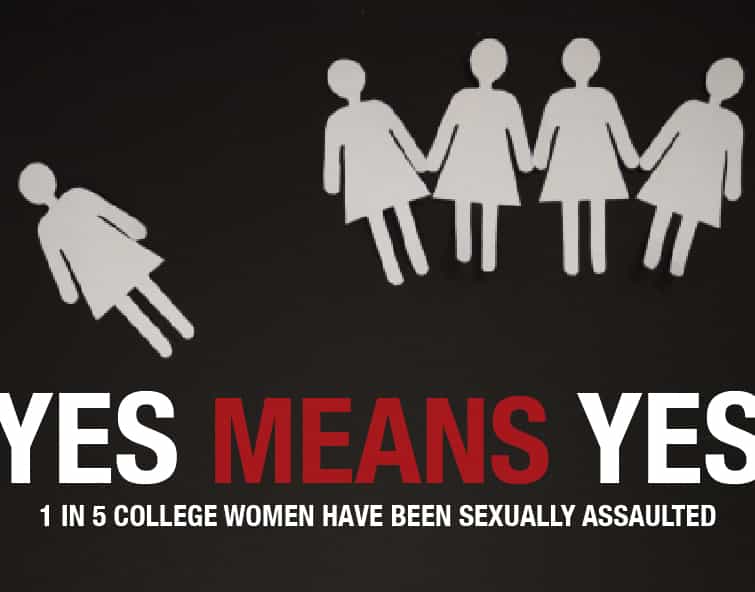 YES MEANS YES
1 IN 5 COLLEGE WOMEN HAVE BEEN SEXUALLY ASSAULTED